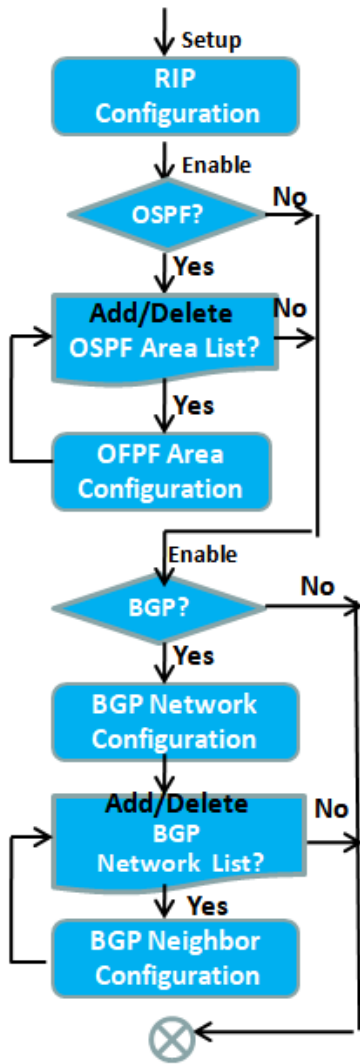 Setup
RIP
Configuration
Enable
OSPF?
No
Yes
Add/Delete
OSPF Area List?
No
Yes
OFPF Area
Configuration
Enable
BGP?
No
Yes
BGP Network
Configuration
Add/Delete
BGP
Network List?
No
Yes
BGP Neighbor
Configuration